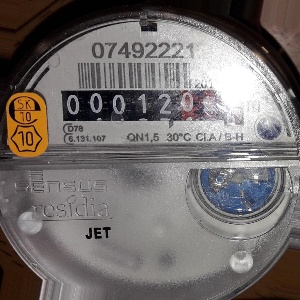 07492221
000120
D78
6.131.107
QN1,5 30°C Cl.A/B-H
SK
10
10
SENSUS
residia
JET